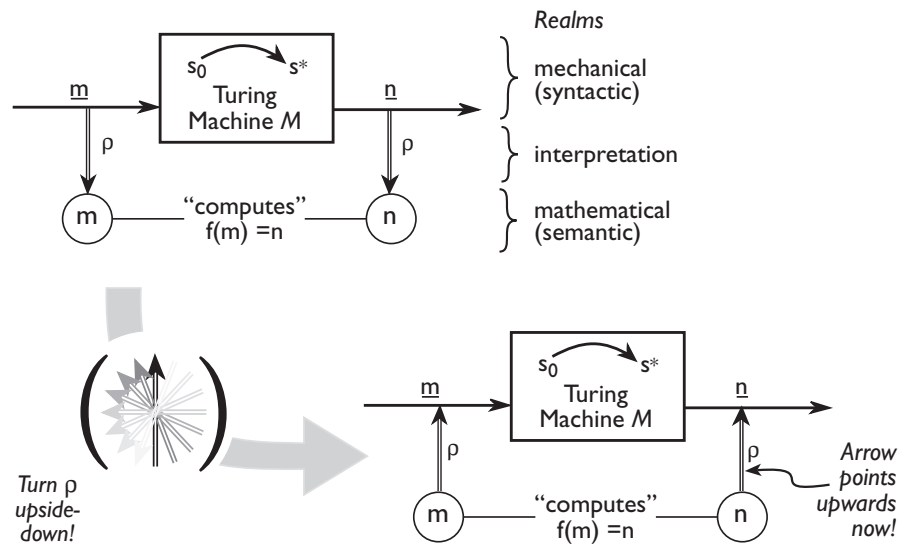 Realms
s0 s*
Turing
Machine M
m n
ρ ρ
m n
“computes”
f(m) =n
mechanical
(syntactic)
interpretation
mathematical
(semantic)
Turn ρ
upside-
down!
s0 s*
Turing
Machine M
m n
ρ ρ
m n
“computes”
f(m) =n
Arrow
points
upwards
now!